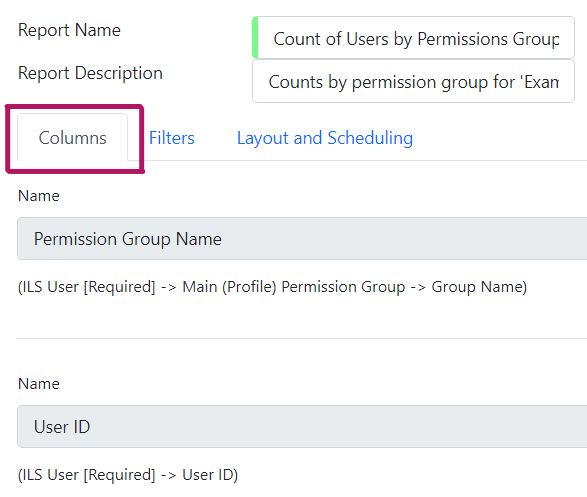 Report Name
Count of Users by Permissions Group
Report Description
Counts by permission group for 'Exam
Columns
Filters
Layout and Scheduling
Name
Permission Group Name
(ILS User [Required] -> Main (Profile) Permission Group -> Group Name)
Name
User ID
(ILS User [Required] -> User ID)